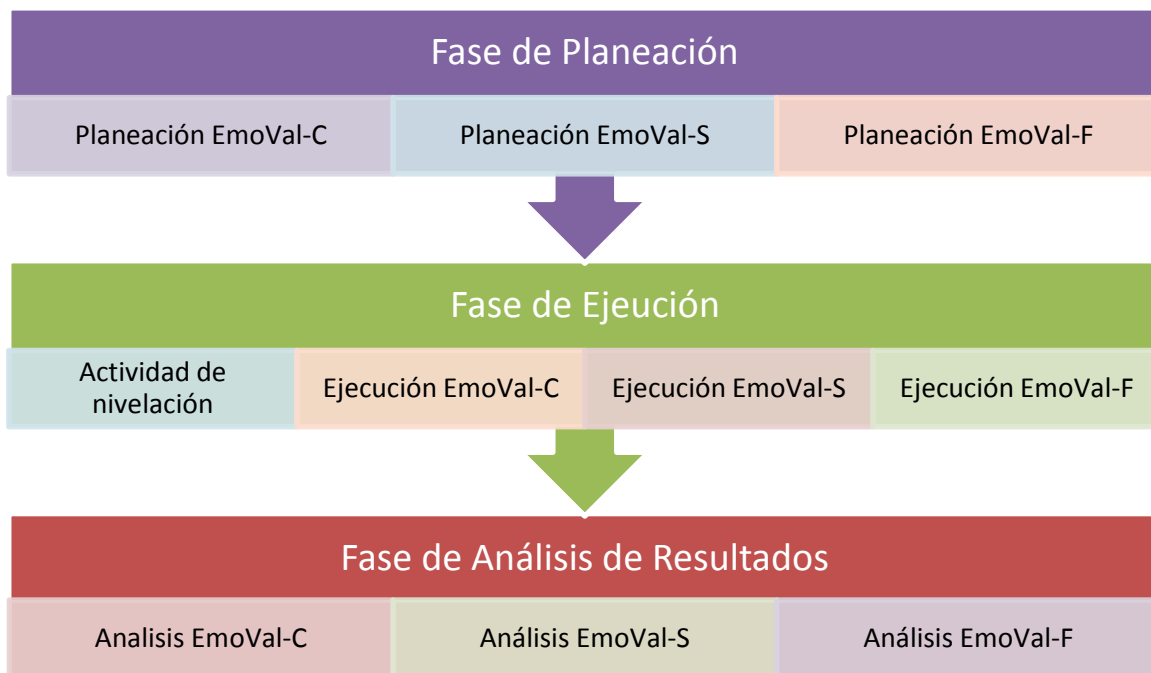 Fase de Planeación
Planeación EmoVal-C
Planeación EmoVal-S
Planeación EmoVal-F
Fase de Ejeución
Actividad de
nivelación
Ejecución EmoVal-C
Ejecución EmoVal-S
Ejecución EmoVal-F
Fase de Análisis de Resultados
Analisis EmoVal-C
Análisis EmoVal-S
Análisis EmoVal-F